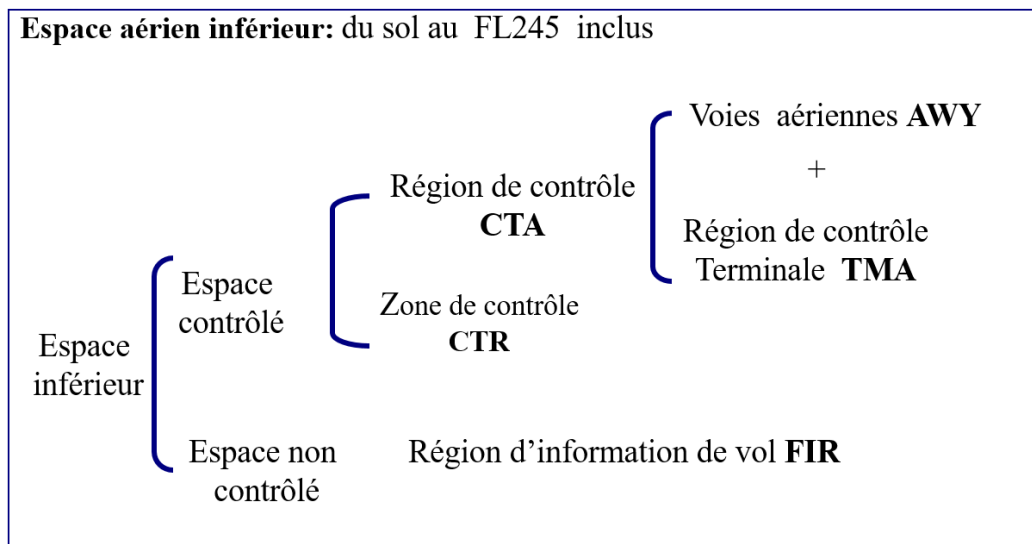 Espace aérien inférieur: du sol au FL245 inclus
Voies aériennes AWY
+
Région de contrôle
CTA
Région de contrôle
Terminale TMA
Espace
contrôlé
Zone de contrôle
CTR
Espace
inférieur
Espace non
contrôlé
Région d’information de vol FIR